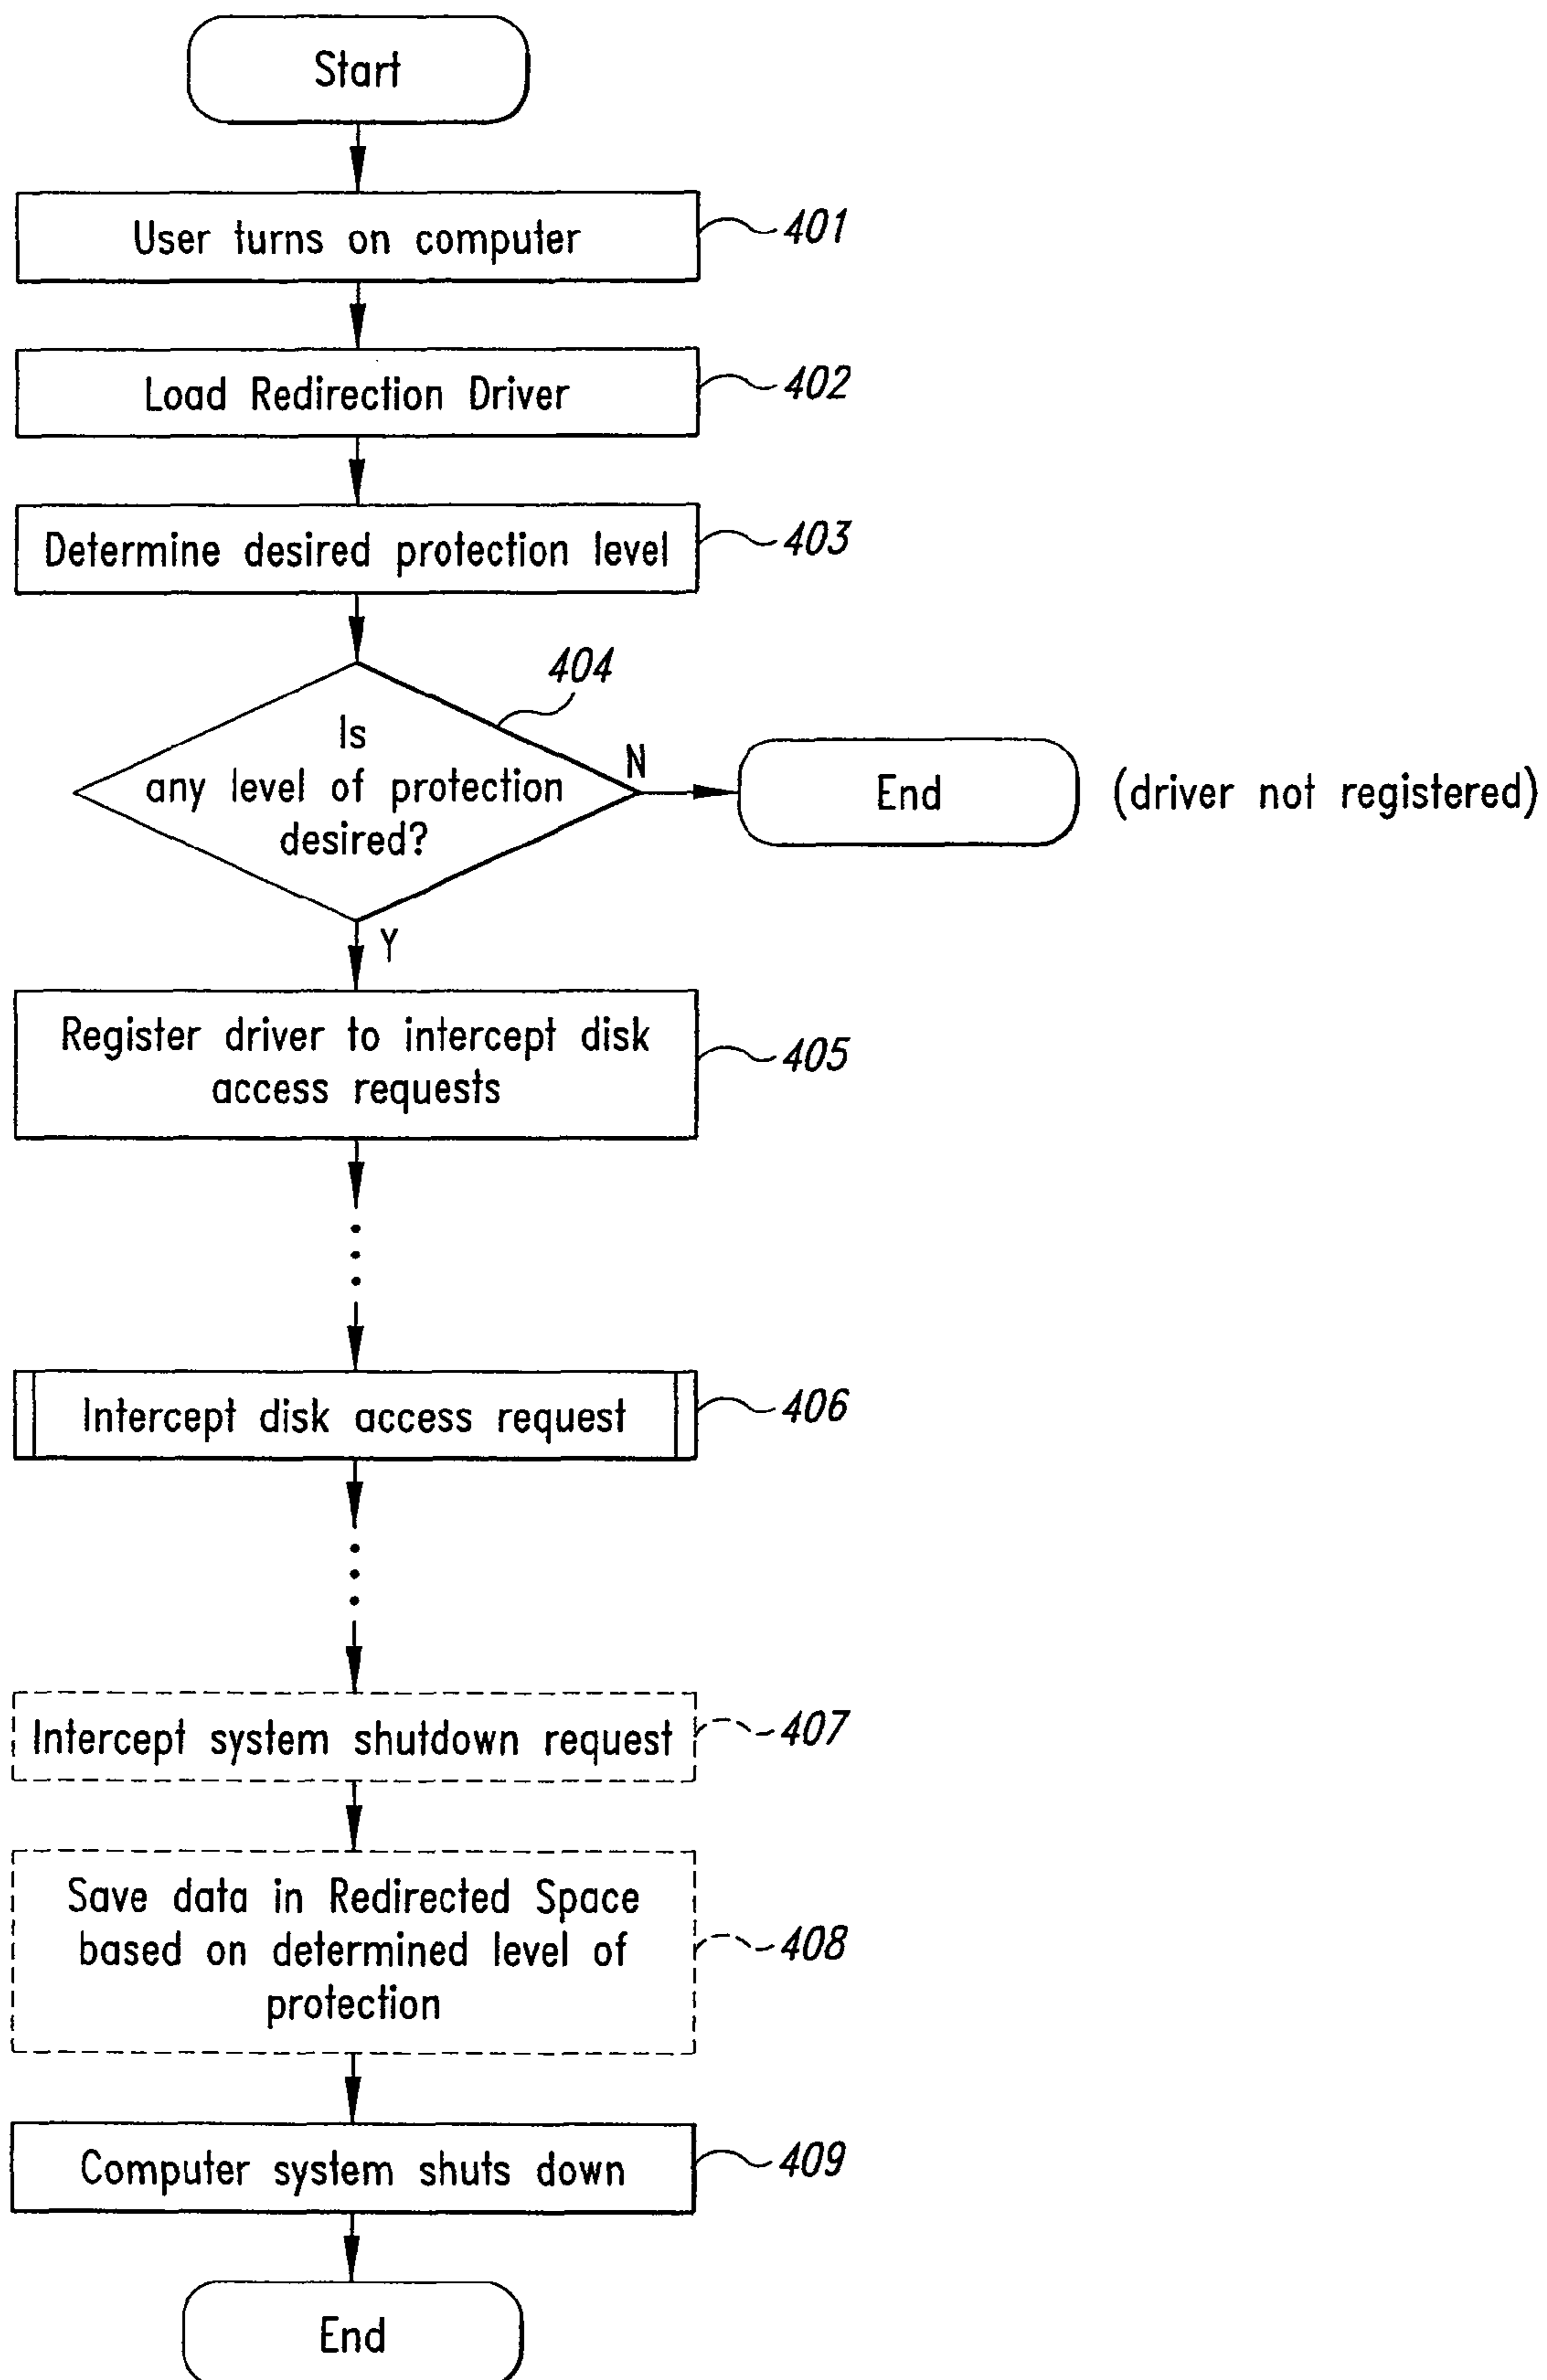 Start
User turns on computer
401
Load Redirection Driver
402
Determine desired protection level
403
404
Is
any level of protection
desired?
N
End
(driver not registered)
Y
Register driver to intercept disk
access requests
405
Intercept disk access request
406
Intercept system shutdown request
407
Save data in Redirected Space
based on determined level of
protection
408
Computer system shuts down
409
End